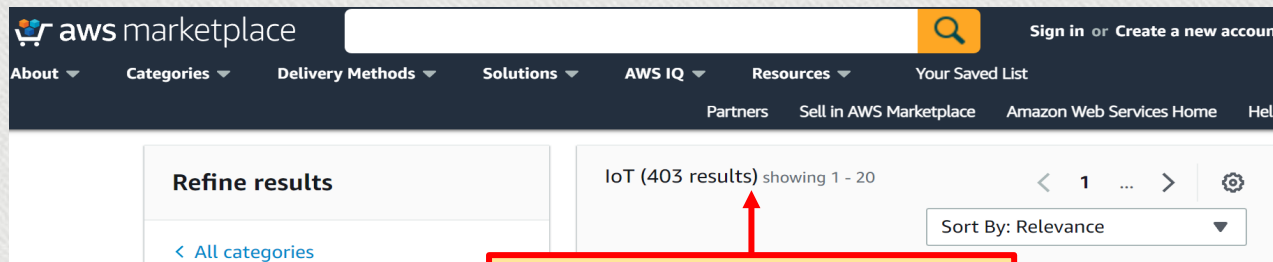 aws marketplace
Sign in or Create a new accoun
About Categories Delivery Methods Solutions AWS IQ Resources Your Saved List
Partners Sell in AWS Marketplace Amazon Web Services Home Hel
Refine results
IoT (403 results) showing 1 - 20
< 1 ... >
Sort By: Relevance
< All categories